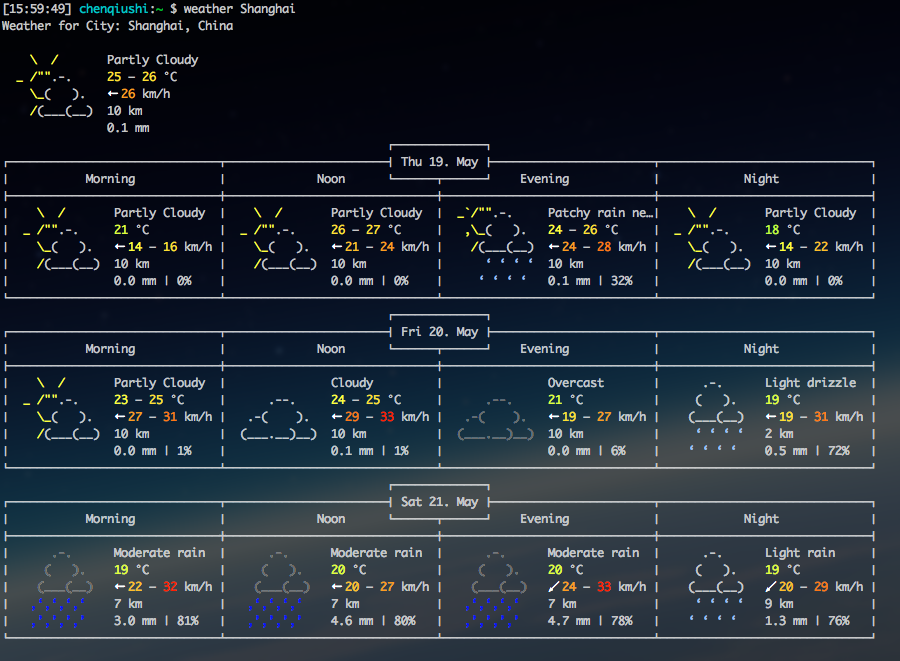 [15:59:49] chenqiushi:~ $ weather Shanghai
Weather for City: Shanghai, China
Partly Cloudy
25 – 26 °C
← 26 km/h
10 km
0.1 mm
Thu 19. May
Morning Noon Evening Night
Partly Cloudy Partly Cloudy Patchy rain ne… Partly Cloudy
21 °C 26 – 27 °C 24 – 26 °C 18 °C
← 14 – 16 km/h ← 21 – 24 km/h ← 24 – 28 km/h ← 14 – 22 km/h
10 km 10 km 10 km 10 km
0.0 mm | 0% 0.0 mm | 0% 0.1 mm | 32% 0.0 mm | 0%
Fri 20. May
Morning Noon Evening Night
Partly Cloudy Cloudy Overcast Light drizzle
23 – 25 °C 24 – 25 °C 21 °C 19 °C
← 27 – 31 km/h ← 29 – 33 km/h ← 19 – 27 km/h ← 19 – 31 km/h
10 km 10 km 10 km 2 km
0.0 mm | 1% 0.1 mm | 1% 0.0 mm | 6% 0.5 mm | 72%
Sat 21. May
Morning Noon Evening Night
Moderate rain Moderate rain Moderate rain Light rain
19 °C 20 °C 20 °C 19 °C
← 22 – 32 km/h ← 20 – 27 km/h ↙ 24 – 33 km/h ↙ 20 – 29 km/h
7 km 7 km 7 km 9 km
3.0 mm | 81% 4.6 mm | 80% 4.7 mm | 78% 1.3 mm | 76%